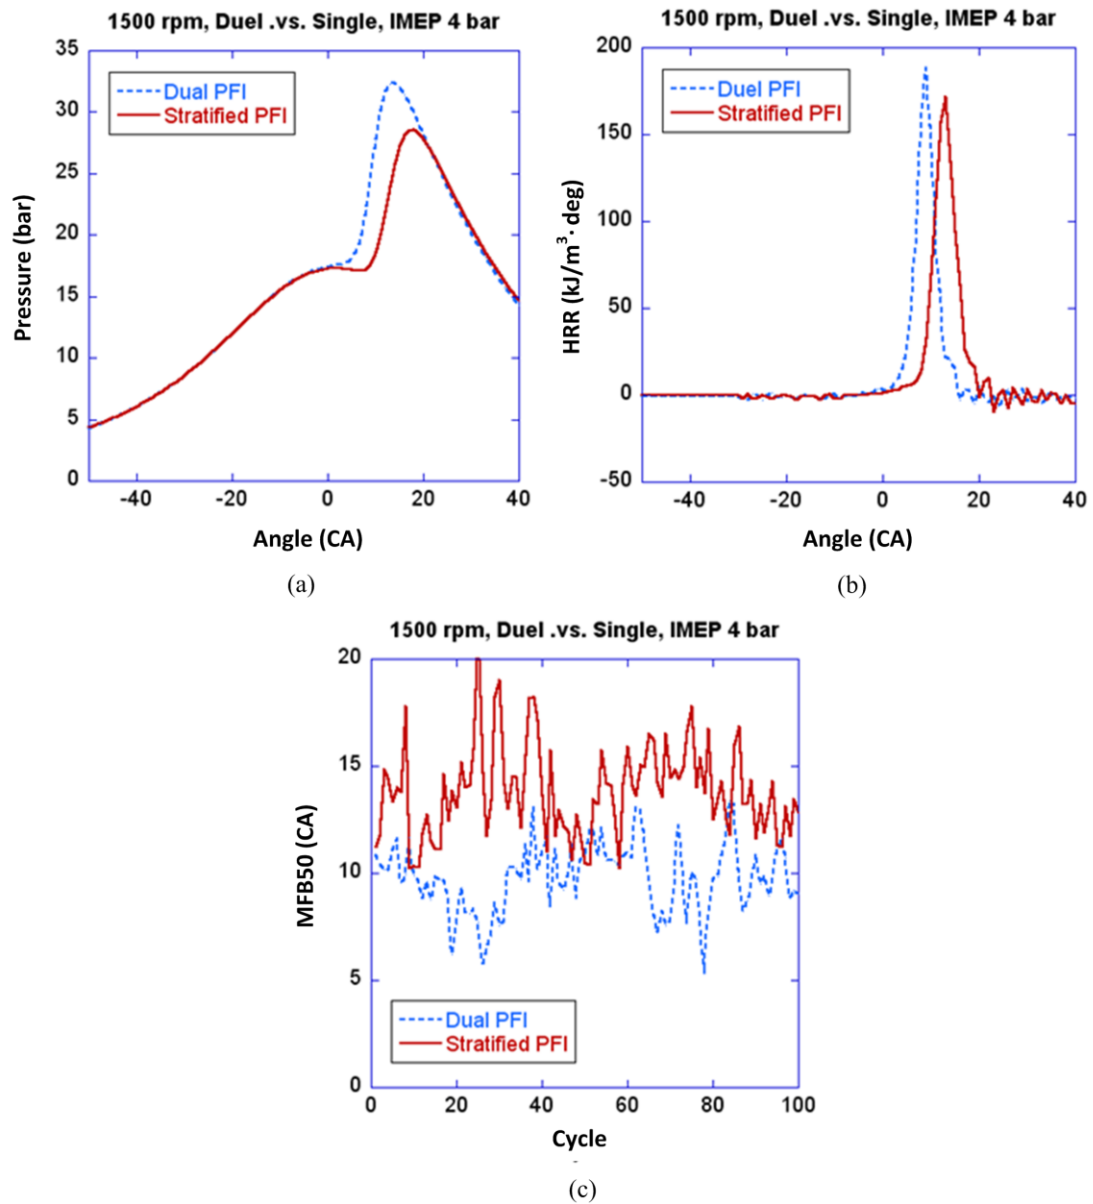 1500 rpm, Duel .vs. Single, IMEP 4 bar
35
30
25
20
15
10
5
0
Pressure (bar)
Dual PFI
Stratified PFI
-40
-20
0
20
40
Angle (CA)
(a)
1500 rpm, Duel .vs. Single, IMEP 4 bar
200
150
100
50
0
-50
HRR (kJ/m³·deg)
Duel PFI
Stratified PFI
-40
-20
0
20
40
Angle (CA)
(b)
1500 rpm, Duel .vs. Single, IMEP 4 bar
20
15
10
5
0
MFB50 (CA)
Dual PFI
Stratified PFI
0
20
40
60
80
100
Cycle
(c)